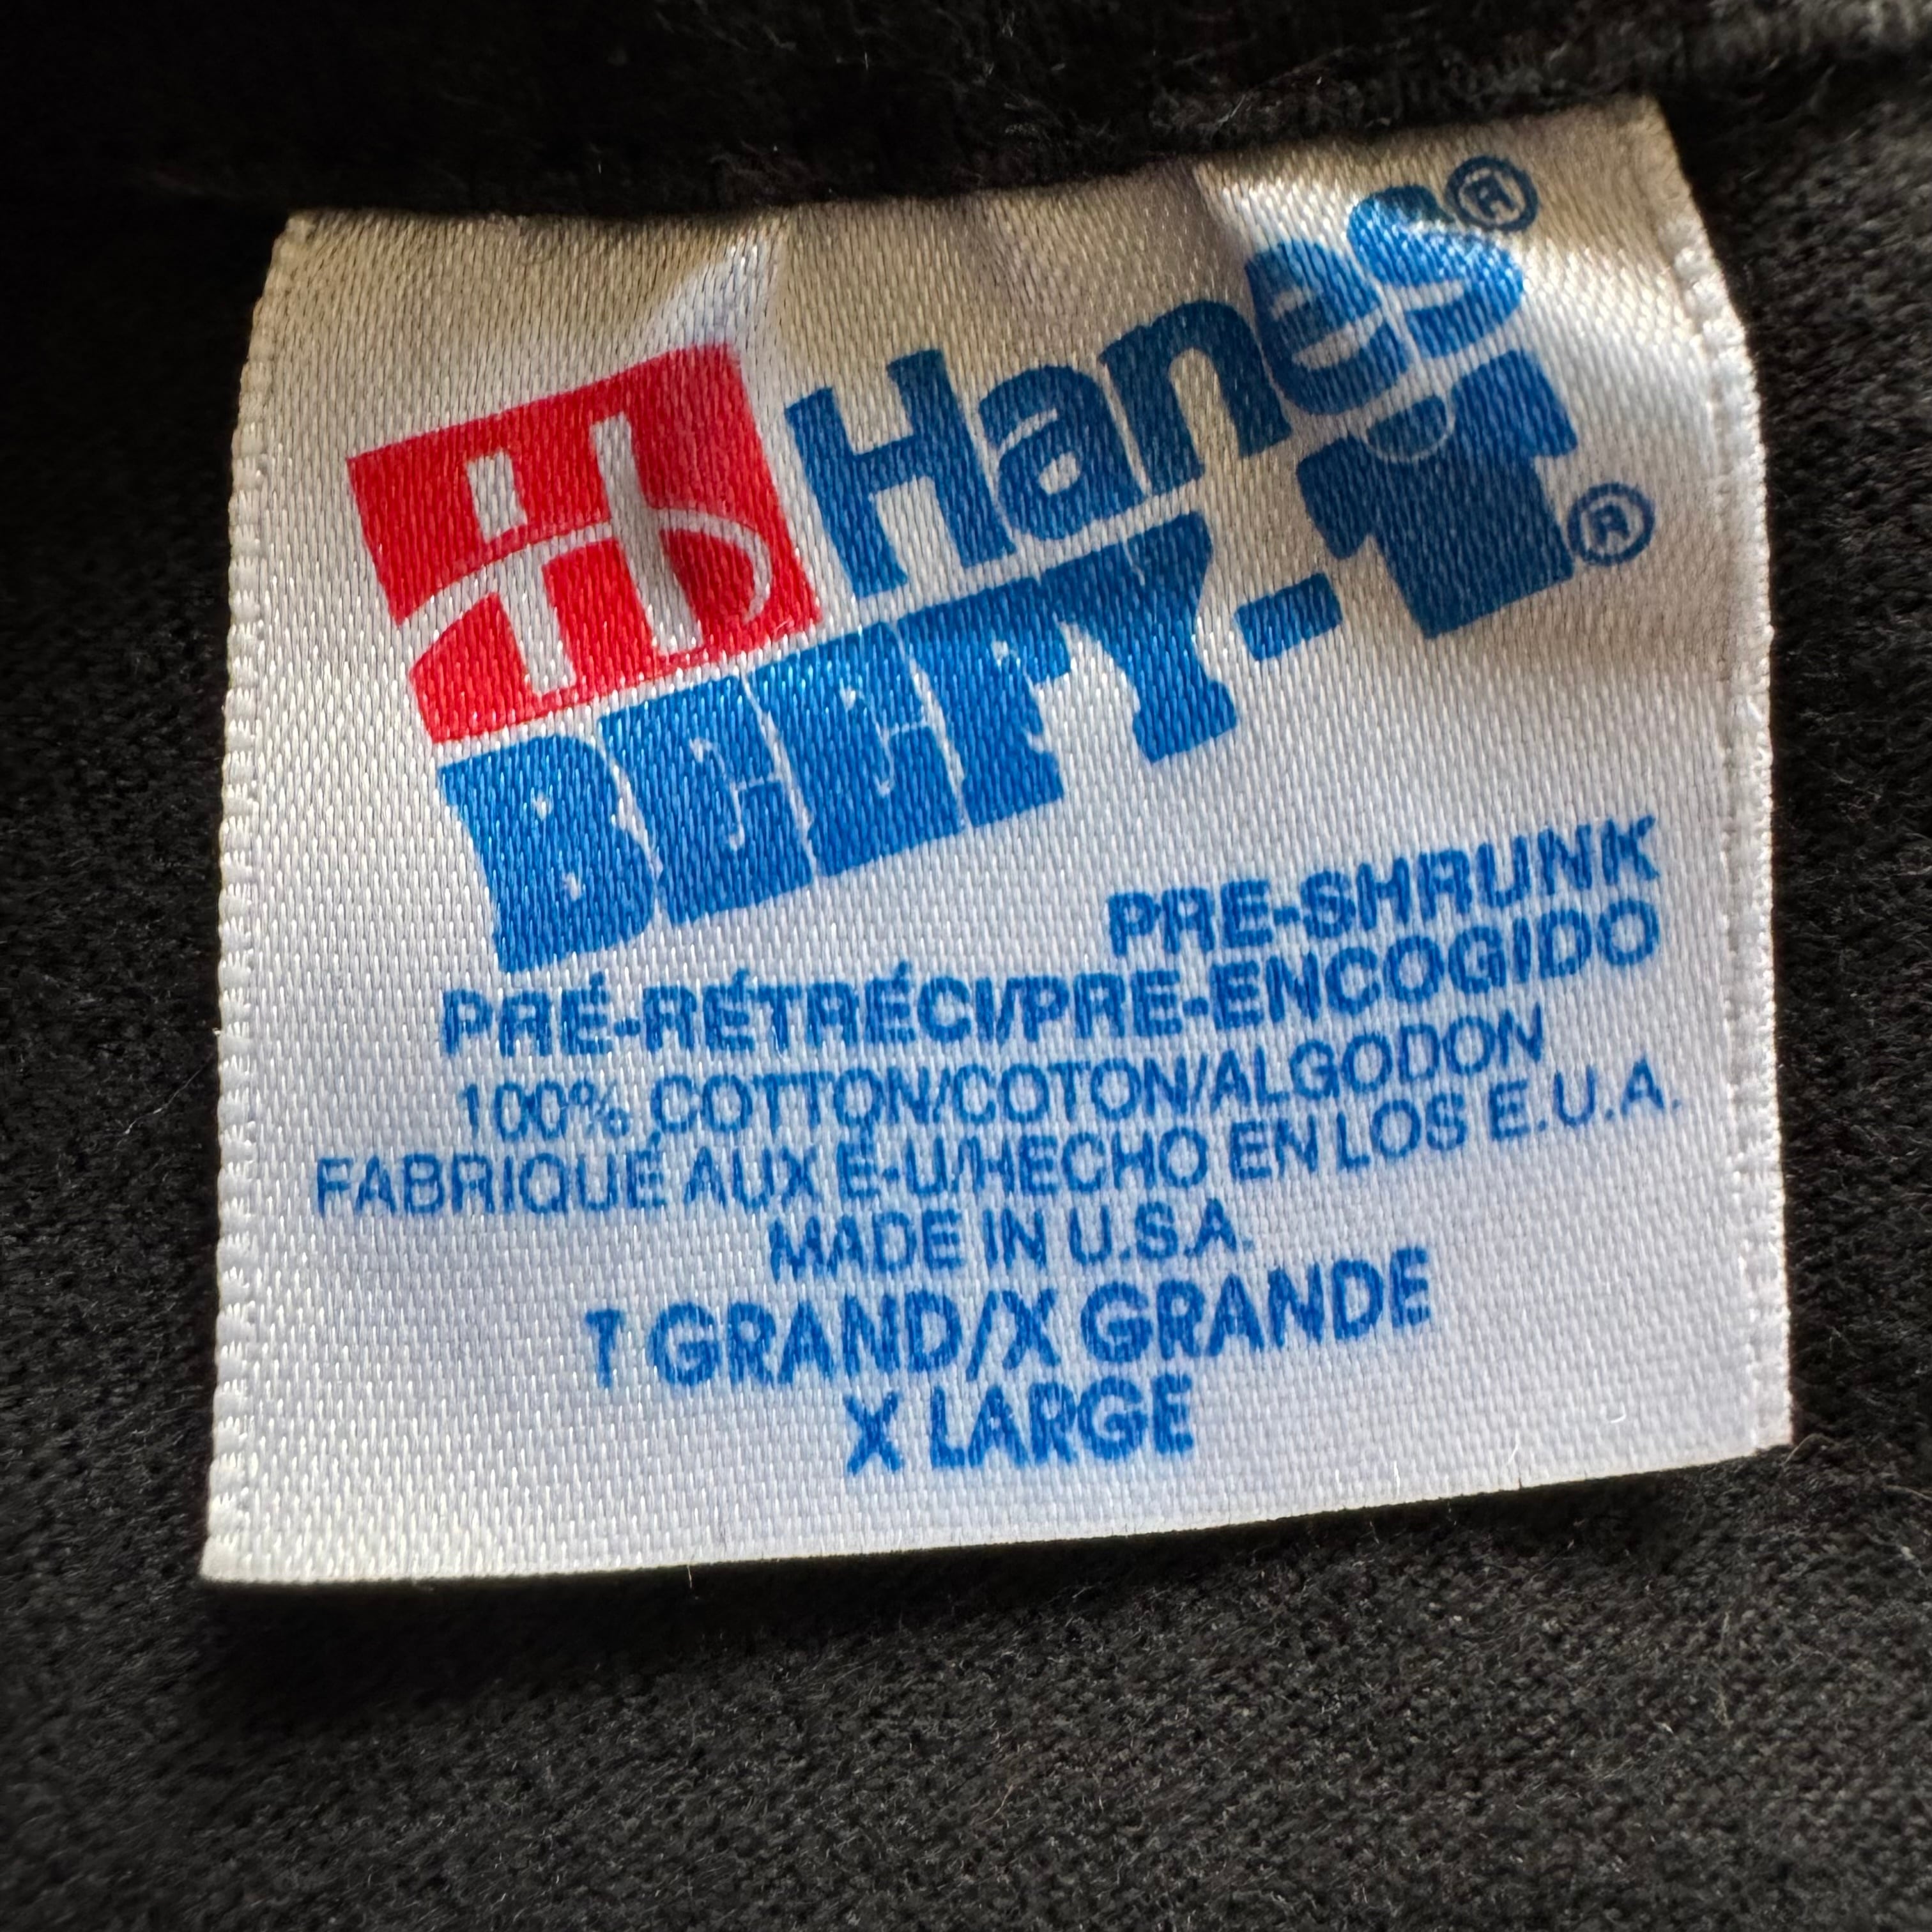 Hanes®
BEEFY-T®
PRE-SHRUNK
PRÉ-RÉTRÉCI/PRE-ENCOGIDO
100% COTTON/COTON/ALGODON
FABRIQUÉ AUX É-U/HECHO EN LOS E.U.A.
MADE IN U.S.A.
T GRAND/X GRANDE
X LARGE